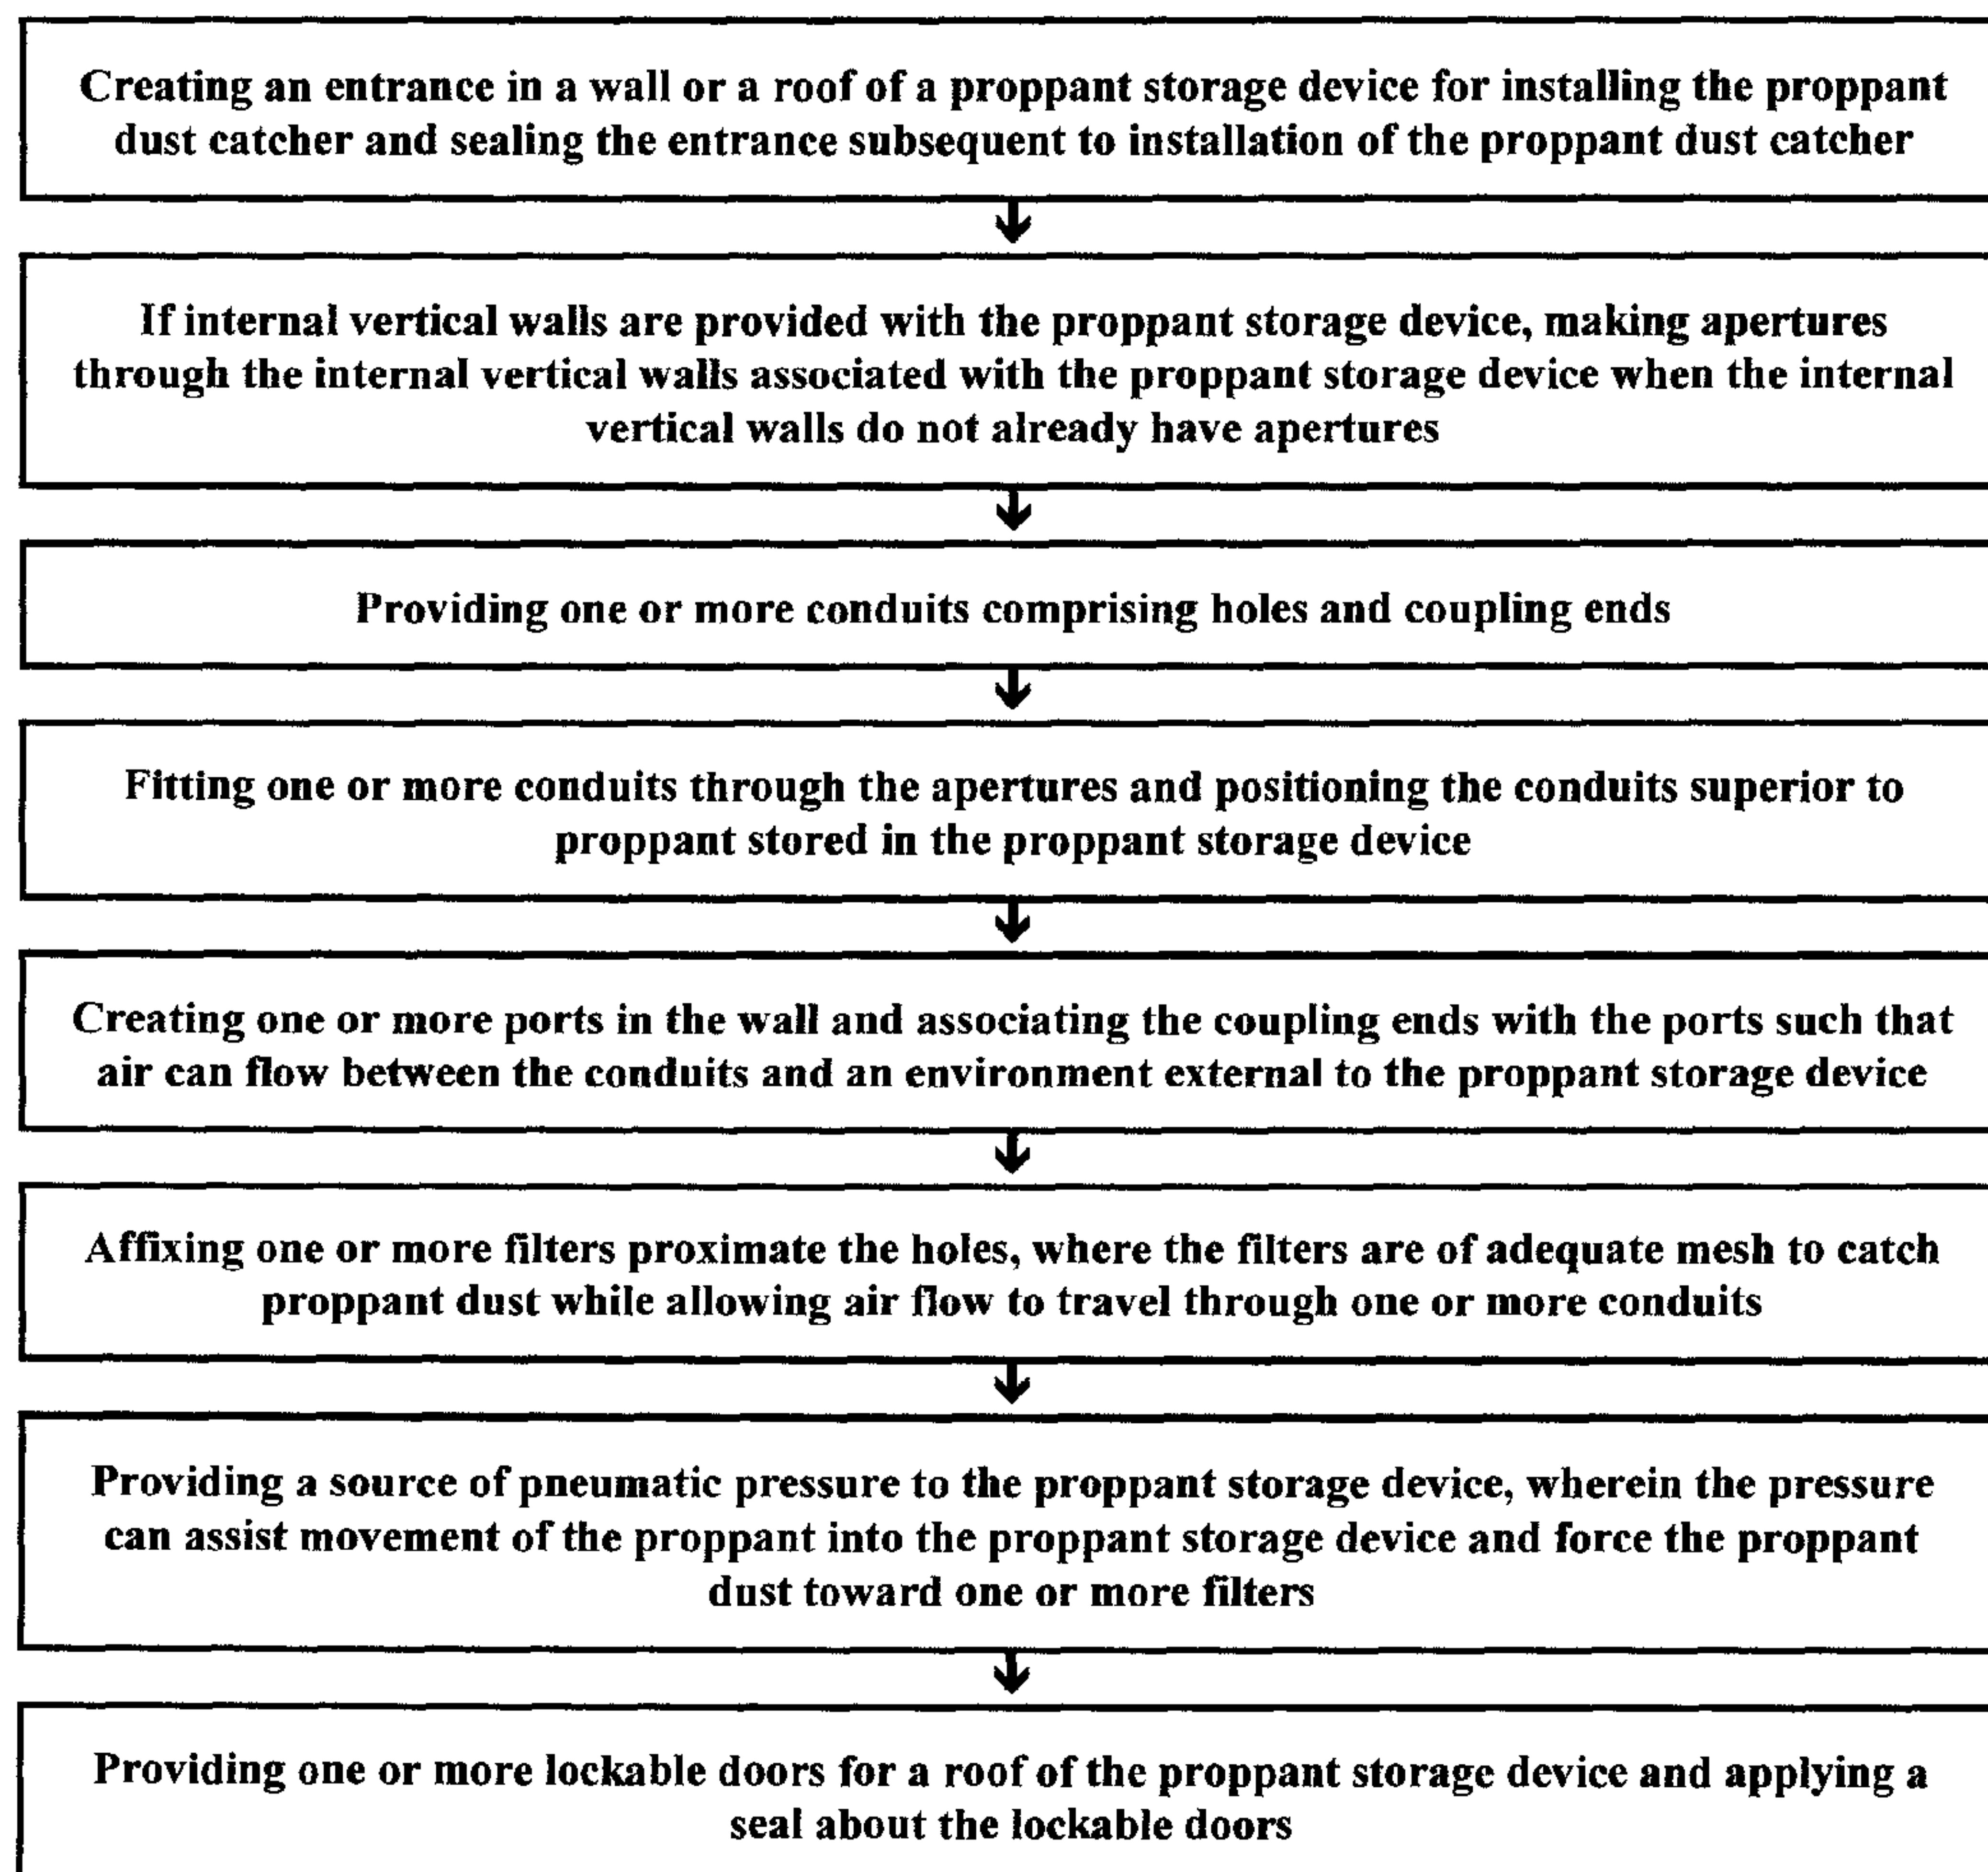 Creating an entrance in a wall or a roof of a proppant storage device for installing the proppant
dust catcher and sealing the entrance subsequent to installation of the proppant dust catcher
If internal vertical walls are provided with the proppant storage device, making apertures
through the internal vertical walls associated with the proppant storage device when the internal
vertical walls do not already have apertures
Providing one or more conduits comprising holes and coupling ends
Fitting one or more conduits through the apertures and positioning the conduits superior to
proppant stored in the proppant storage device
Creating one or more ports in the wall and associating the coupling ends with the ports such that
air can flow between the conduits and an environment external to the proppant storage device
Affixing one or more filters proximate the holes, where the filters are of adequate mesh to catch
proppant dust while allowing air flow to travel through one or more conduits
Providing a source of pneumatic pressure to the proppant storage device, wherein the pressure
can assist movement of the proppant into the proppant storage device and force the proppant
dust toward one or more filters
Providing one or more lockable doors for a roof of the proppant storage device and applying a
seal about the lockable doors